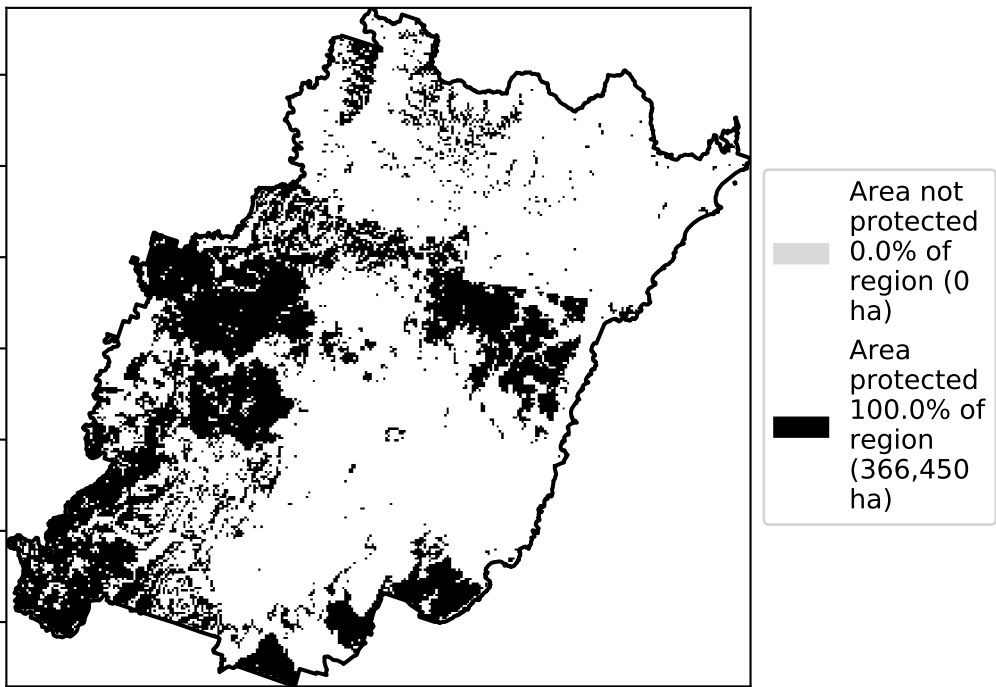 Area not
protected
0.0% of
region (0
ha)
Area
protected
100.0% of
region
(366,450
ha)